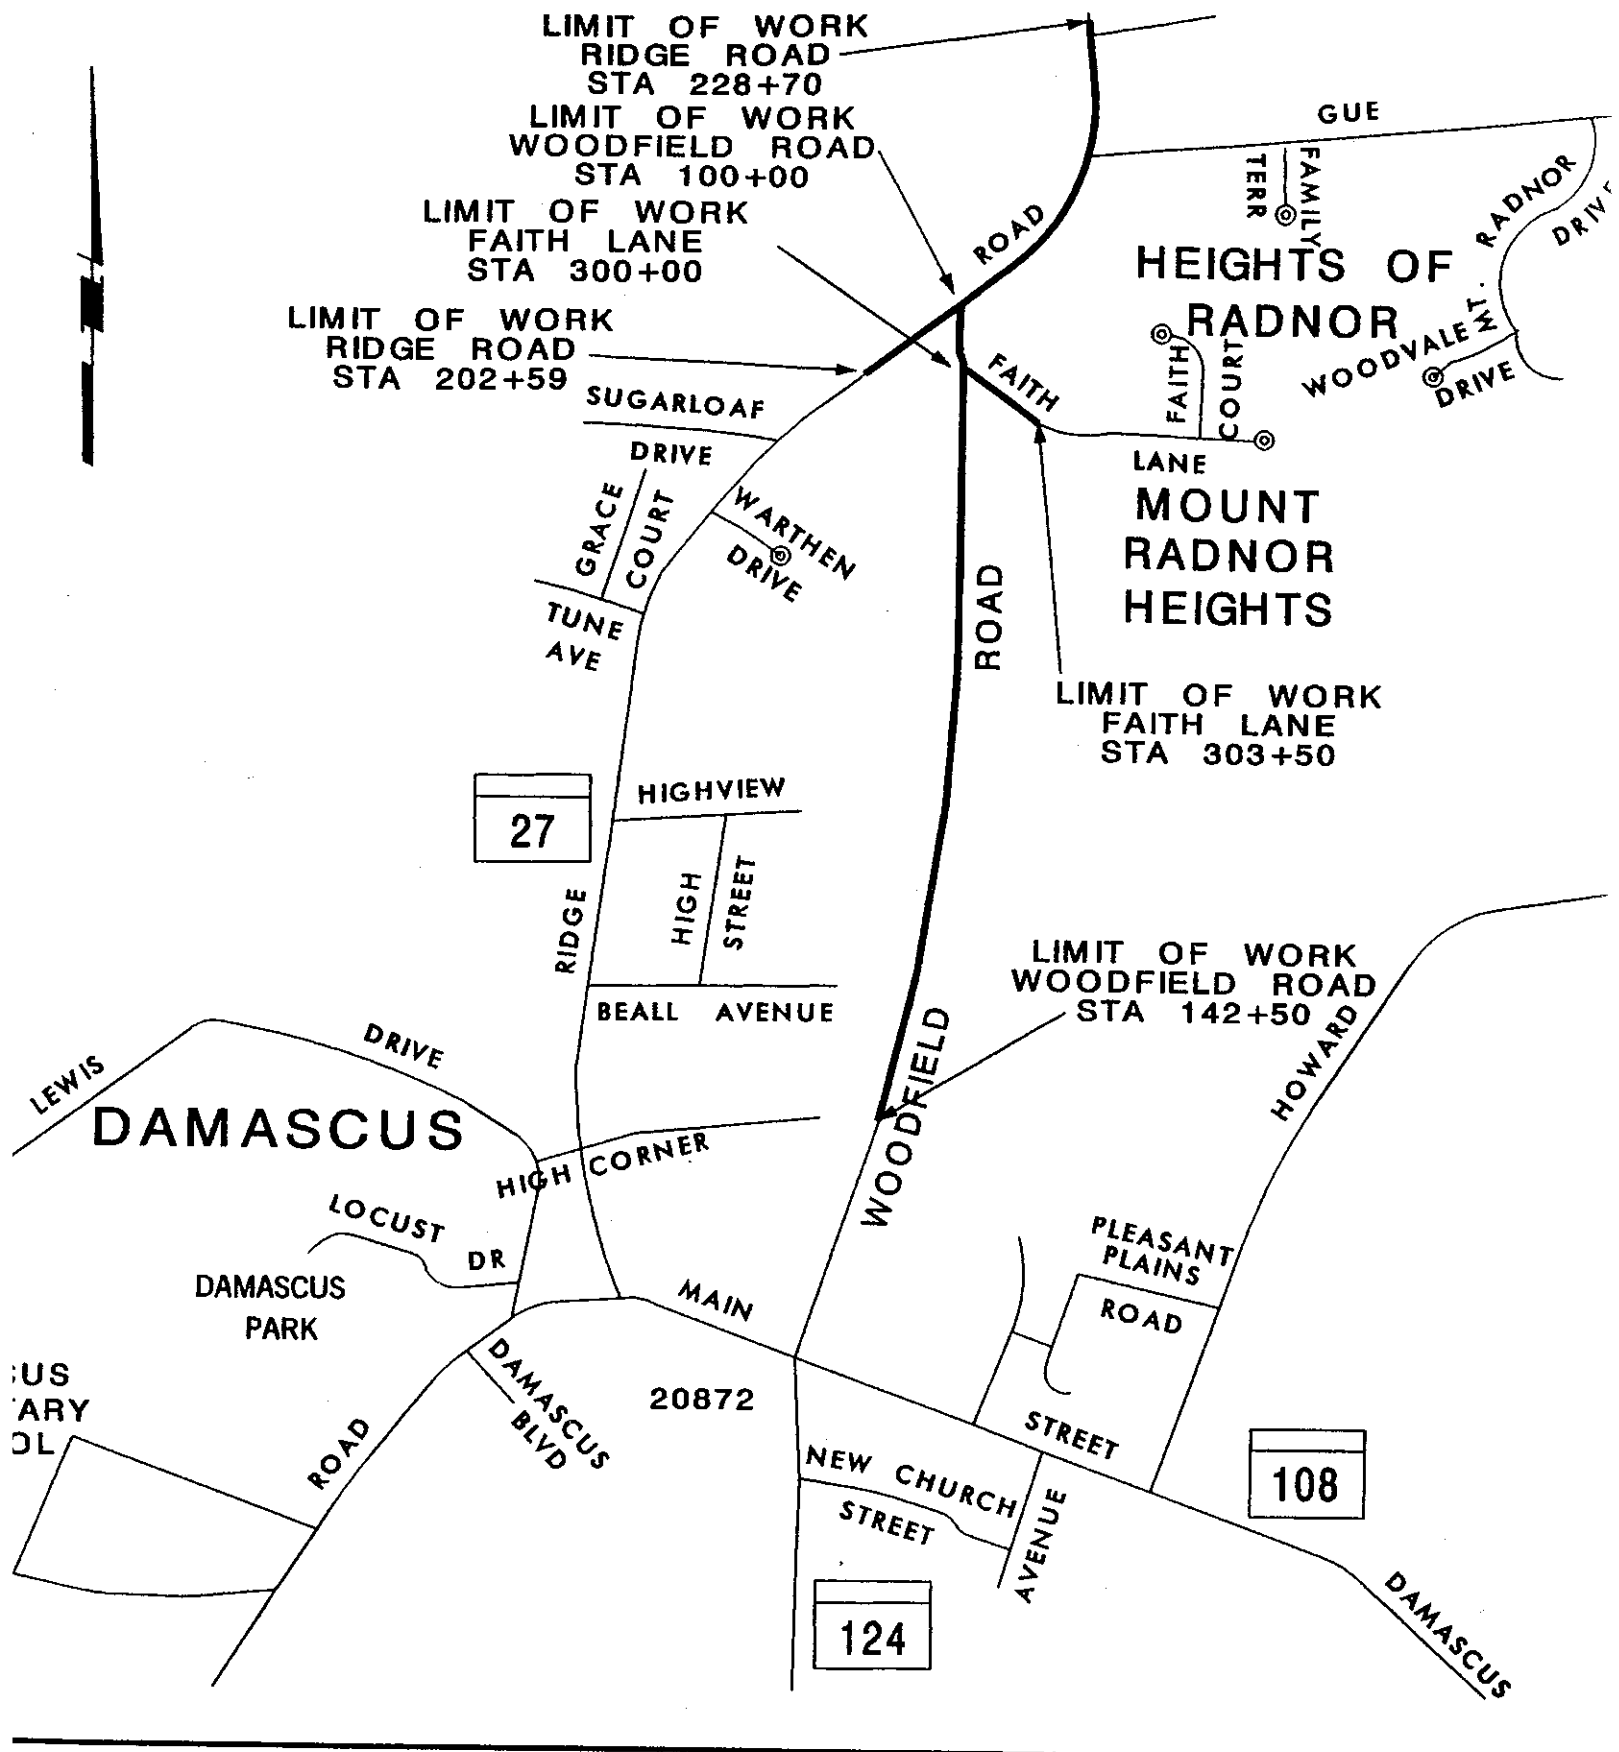 LIMIT OF WORK
RIDGE ROAD
STA 228+70
LIMIT OF WORK
WOODFIELD ROAD
STA 100+00
LIMIT OF WORK
FAITH LANE
STA 300+00
LIMIT OF WORK
RIDGE ROAD
STA 202+59
GUE
FAMILY
TERR
MT. RADNOR
DRIVE
ROAD
HEIGHTS OF
RADNOR
WOODVALE
DRIVE
FAITH
COURT
FAITH
LANE
SUGARLOAF
DRIVE
GRACE
COURT
WARTHEN
DRIVE
TUNE
AVE
MOUNT
RADNOR
HEIGHTS
ROAD
LIMIT OF WORK
FAITH LANE
STA 303+50
27
HIGHVIEW
HIGH
STREET
RIDGE
BEALL AVENUE
LIMIT OF WORK
WOODFIELD ROAD
STA 142+50
HOWARD
WOODFIELD
LEWIS
DRIVE
DAMASCUS
HIGH CORNER
LOCUST
DR
DAMASCUS
PARK
MAIN
PLEASANT
PLAINS
ROAD
CUS
ARY
OL
DAMASCUS
BLVD
20872
ROAD
STREET
NEW CHURCH
STREET
AVENUE
108
124
DAMASCUS